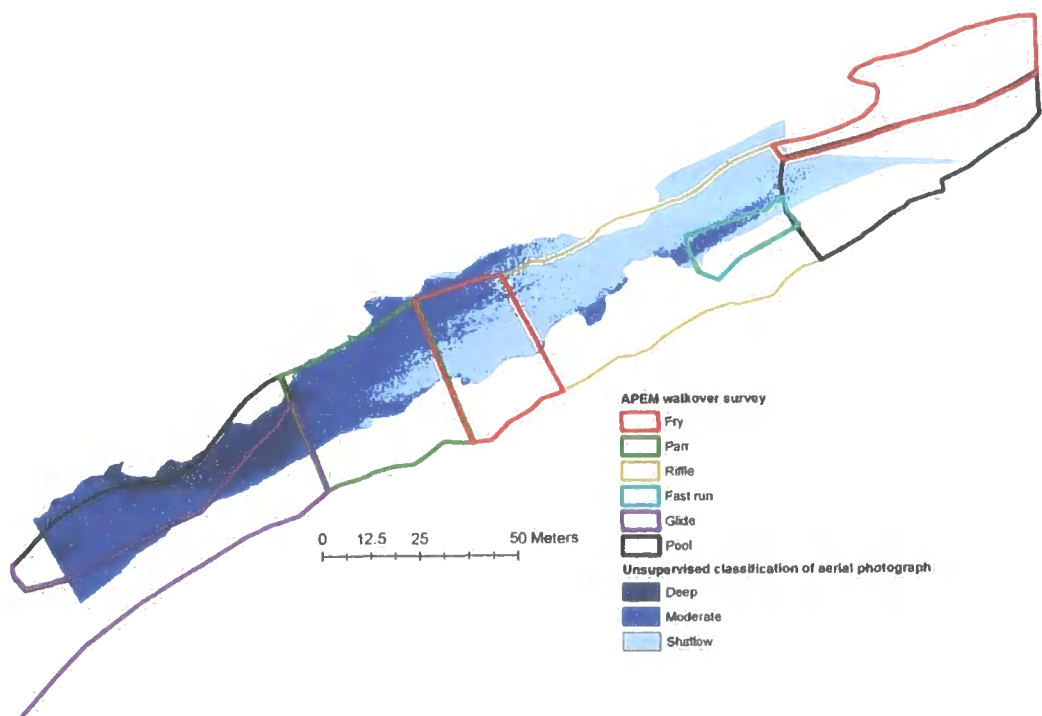 APEM walkover survey
Fry
Parr
Riffle
Fast run
Glide
Pool
0 12.5 25 50 Meters
Unsupervised classification of aerial photograph
Deep
Moderate
Shallow